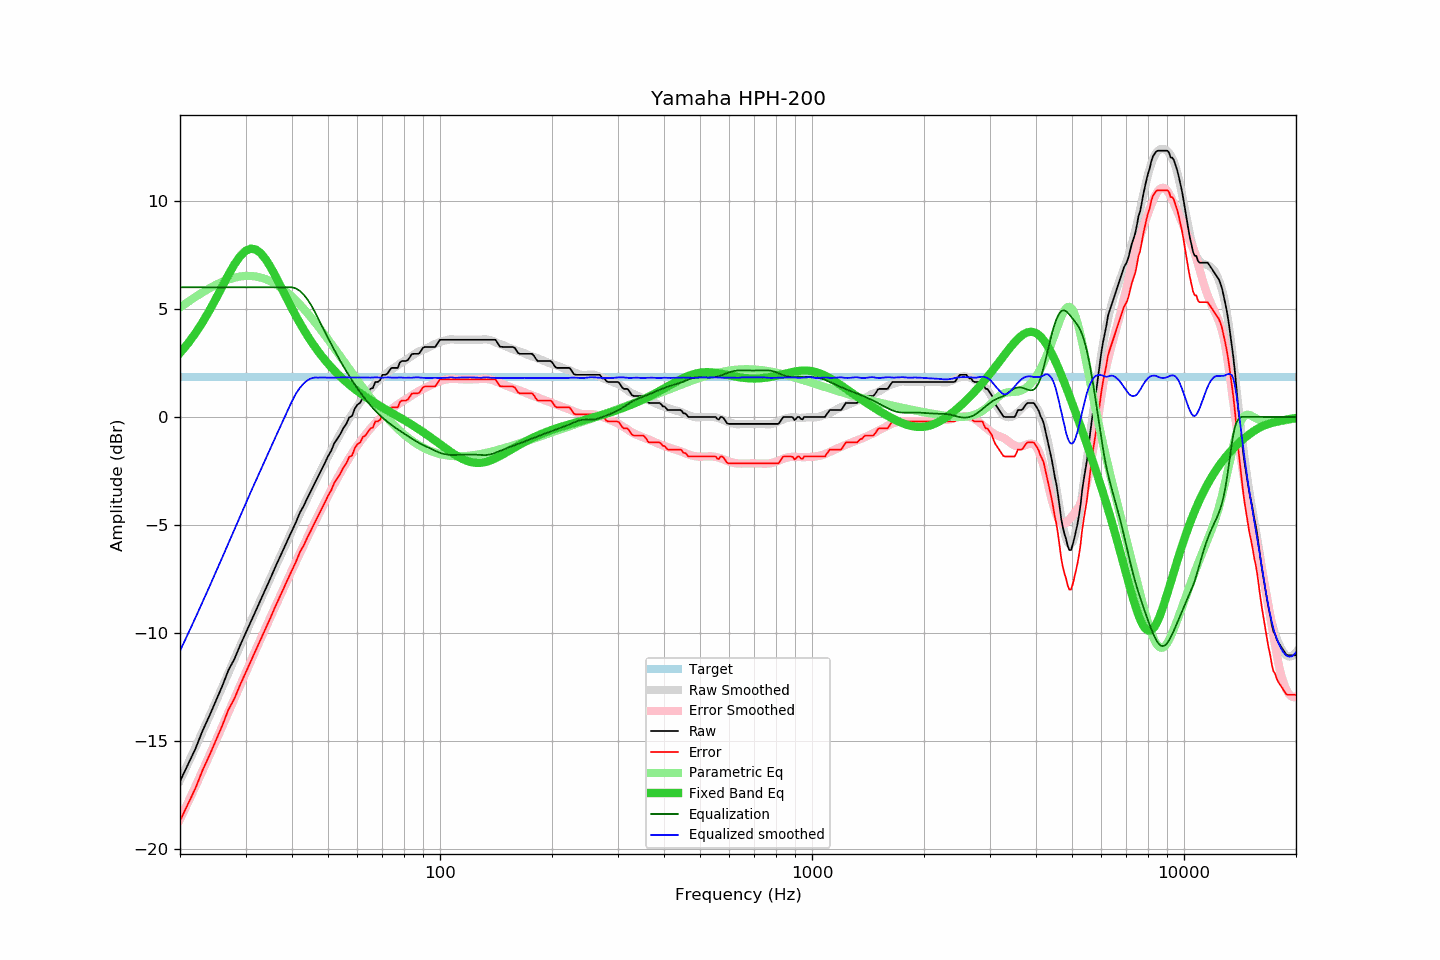 Yamaha HPH-200
10
5
0
−5
−10
−15
−20
Amplitude (dBr)
Target
Raw Smoothed
Error Smoothed
Raw
Error
Parametric Eq
Fixed Band Eq
Equalization
Equalized smoothed
100
1000
10000
Frequency (Hz)